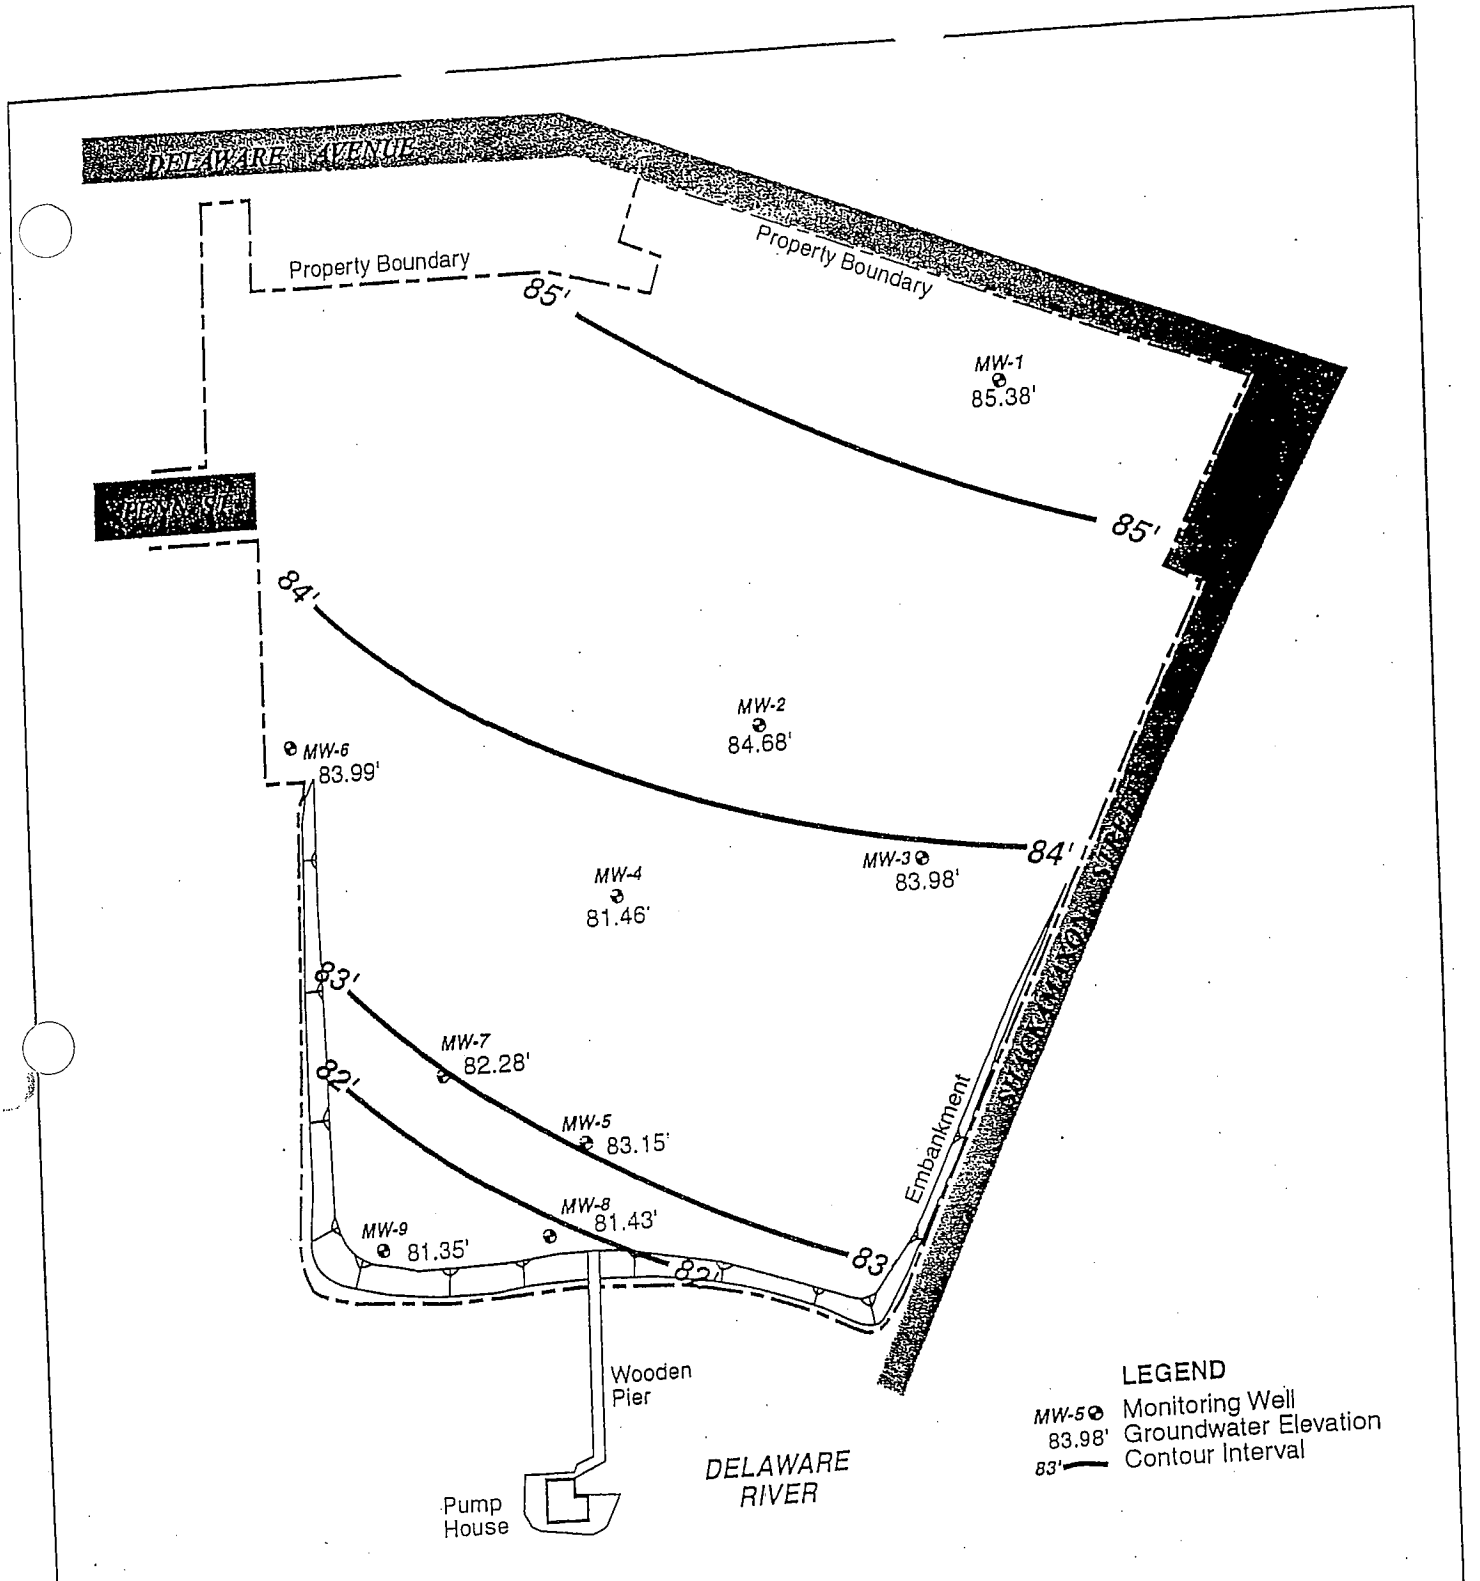 DELAWARE AVENUE
Property Boundary
Property Boundary
85'
MW-1
85.38'
PENN ST.
85'
84'
MW-2
84.68'
MW-6
83.99'
84'
MW-3
83.98'
MW-4
81.46'
SHACKAMAXON STREET
83'
MW-7
82.28'
82'
MW-5
83.15'
Embankment
MW-8
81.43'
MW-9
81.35'
83
82'
Wooden
Pier
LEGEND
MW-5 Monitoring Well
83.98' Groundwater Elevation
83' Contour Interval
DELAWARE
RIVER
Pump
House